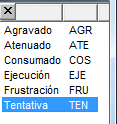 Agravado AGR
Atenuado ATE
Consumado COS
Ejecución EJE
Frustración FRU
Tentativa TEN